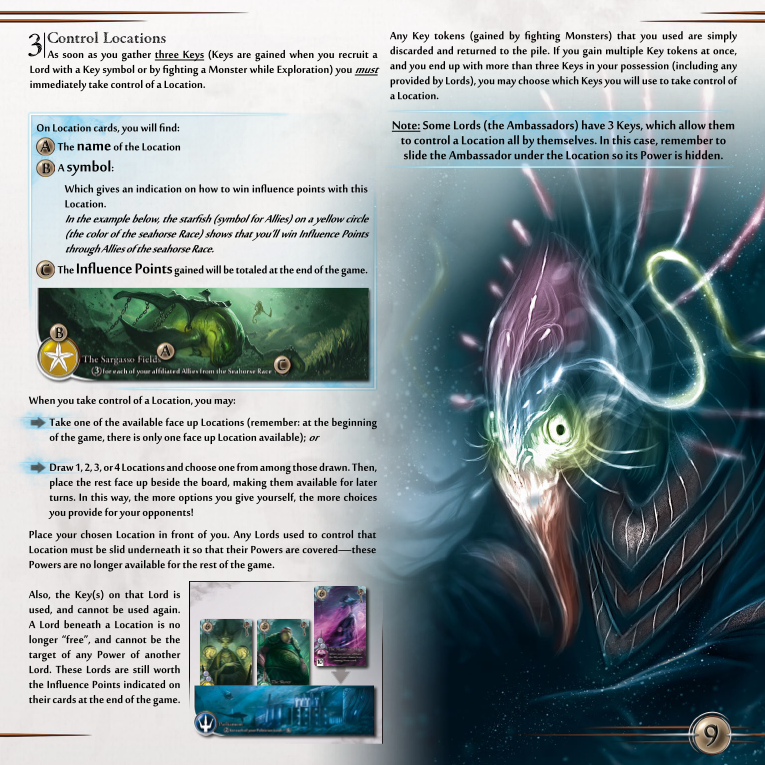 3 Control Locations
As soon as you gather three Keys (Keys are gained when you recruit a
Lord with a Key symbol or by fighting a Monster while Exploration) you must
immediately take control of a Location.
On Location cards, you will find:
A The name of the Location
B A symbol:
Which gives an indication on how to win influence points with this
Location.
In the example below, the starfish (symbol for Allies) on a yellow circle
(the color of the seahorse Race) shows that you'll win Influence Points
through Allies of the seahorse Race.
C The Influence Points gained will be totaled at the end of the game.
B
The Sargasso Fields A
3 for each of your affiliated Allies from the Seahorse Race C
When you take control of a Location, you may:
Take one of the available face up Locations (remember: at the beginning
of the game, there is only one face up Location available); or
Draw 1, 2, 3, or 4 Locations and choose one from among those drawn. Then,
place the rest face up beside the board, making them available for later
turns. In this way, the more options you give yourself, the more choices
you provide for your opponents!
Place your chosen Location in front of you. Any Lords used to control that
Location must be slid underneath it so that their Powers are covered—these
Powers are no longer available for the rest of the game.
Also, the Key(s) on that Lord is
used, and cannot be used again.
A Lord beneath a Location is no
longer "free", and cannot be the
target of any Power of another
Lord. These Lords are still worth
the Influence Points indicated on
their cards at the end of the game.
Any Key tokens (gained by fighting Monsters) that you used are simply
discarded and returned to the pile. If you gain multiple Key tokens at once,
and you end up with more than three Keys in your possession (including any
provided by Lords), you may choose which Keys you will use to take control of
a Location.
Note: Some Lords (the Ambassadors) have 3 Keys, which allow them
to control a Location all by themselves. In this case, remember to
slide the Ambassador under the Location so its Power is hidden.
9